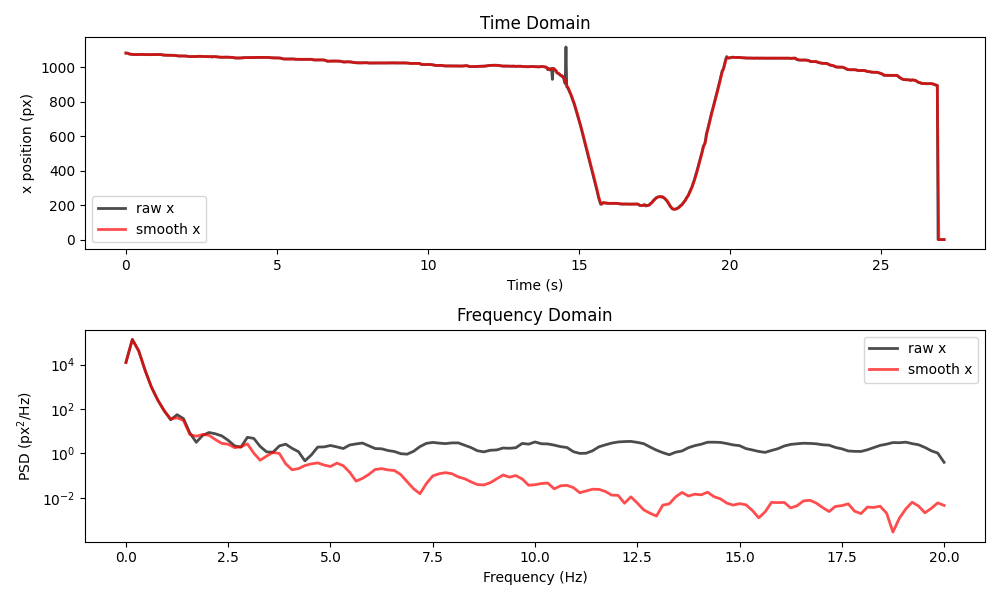 Time Domain
x position (px)
1000
800
600
400
200
0
raw x
smooth x
0 5 10 15 20 25
Time (s)
Frequency Domain
PSD (px²/Hz)
10⁴
10²
10⁰
10⁻²
raw x
smooth x
0.0 2.5 5.0 7.5 10.0 12.5 15.0 17.5 20.0
Frequency (Hz)